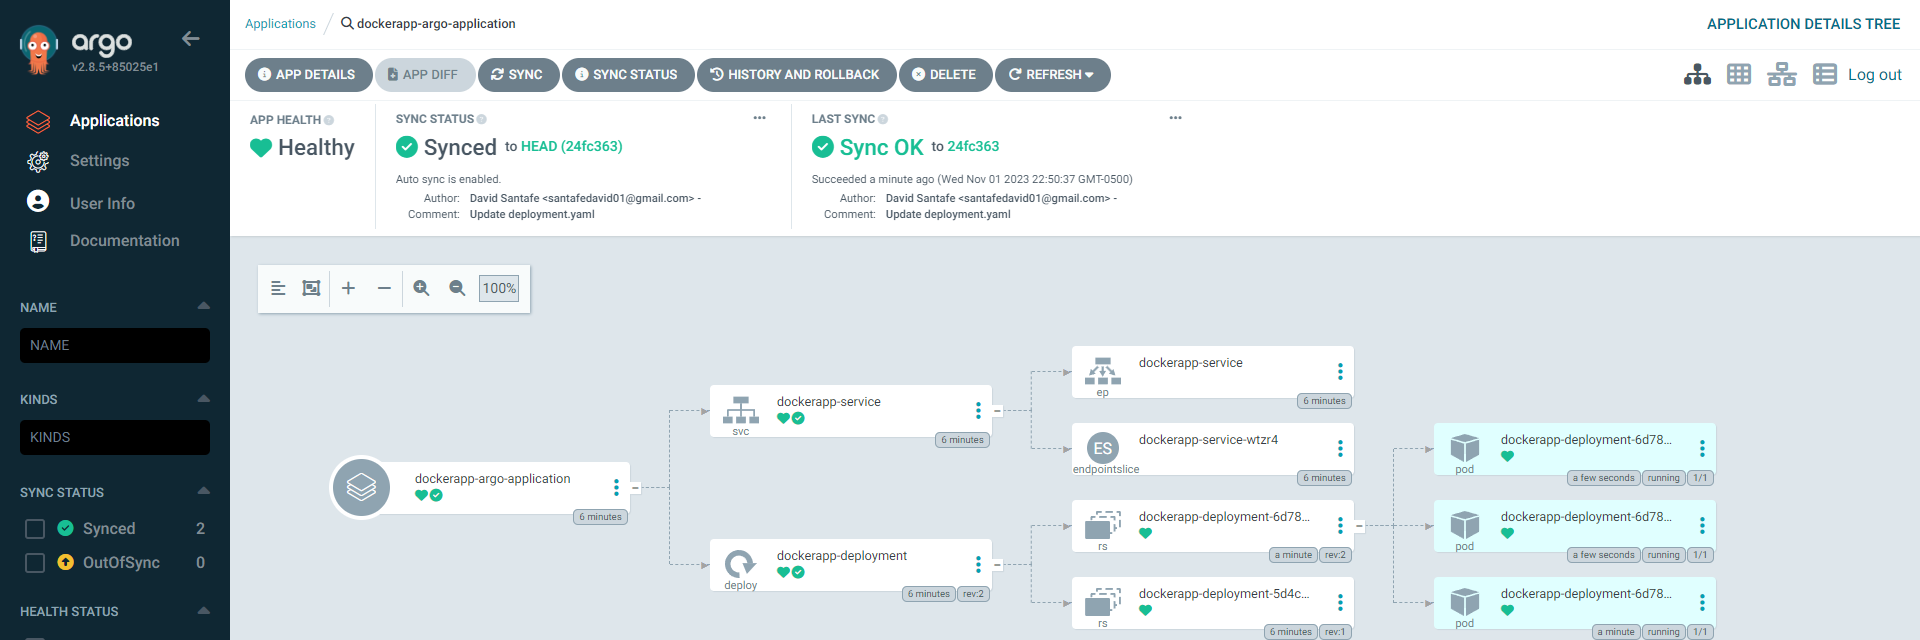 argo
v2.8.5+85025e1
Applications
Settings
User Info
Documentation
NAME
NAME
KINDS
KINDS
SYNC STATUS
Synced 2
OutOfSync 0
HEALTH STATUS
Applications / dockerapp-argo-application
APPLICATION DETAILS TREE
APP DETAILS APP DIFF SYNC SYNC STATUS HISTORY AND ROLLBACK DELETE REFRESH
Log out
APP HEALTH
Healthy
SYNC STATUS
Synced to HEAD (24fc363)
Auto sync is enabled.
Author: David Santafe <santafedavid01@gmail.com> -
Comment: Update deployment.yaml
LAST SYNC
Sync OK to 24fc363
Succeeded a minute ago (Wed Nov 01 2023 22:50:37 GMT-0500)
Author: David Santafe <santafedavid01@gmail.com> -
Comment: Update deployment.yaml
100%
dockerapp-argo-application
6 minutes
dockerapp-service
svc
6 minutes
dockerapp-deployment
deploy
6 minutes rev:2
dockerapp-service
ep
6 minutes
ES
dockerapp-service-wtzr4
endpointslice
6 minutes
dockerapp-deployment-6d78...
rs
a minute rev:2
dockerapp-deployment-5d4c...
rs
6 minutes rev:1
dockerapp-deployment-6d78...
pod
a few seconds running 1/1
dockerapp-deployment-6d78...
pod
a few seconds running 1/1
dockerapp-deployment-6d78...
pod
a minute running 1/1